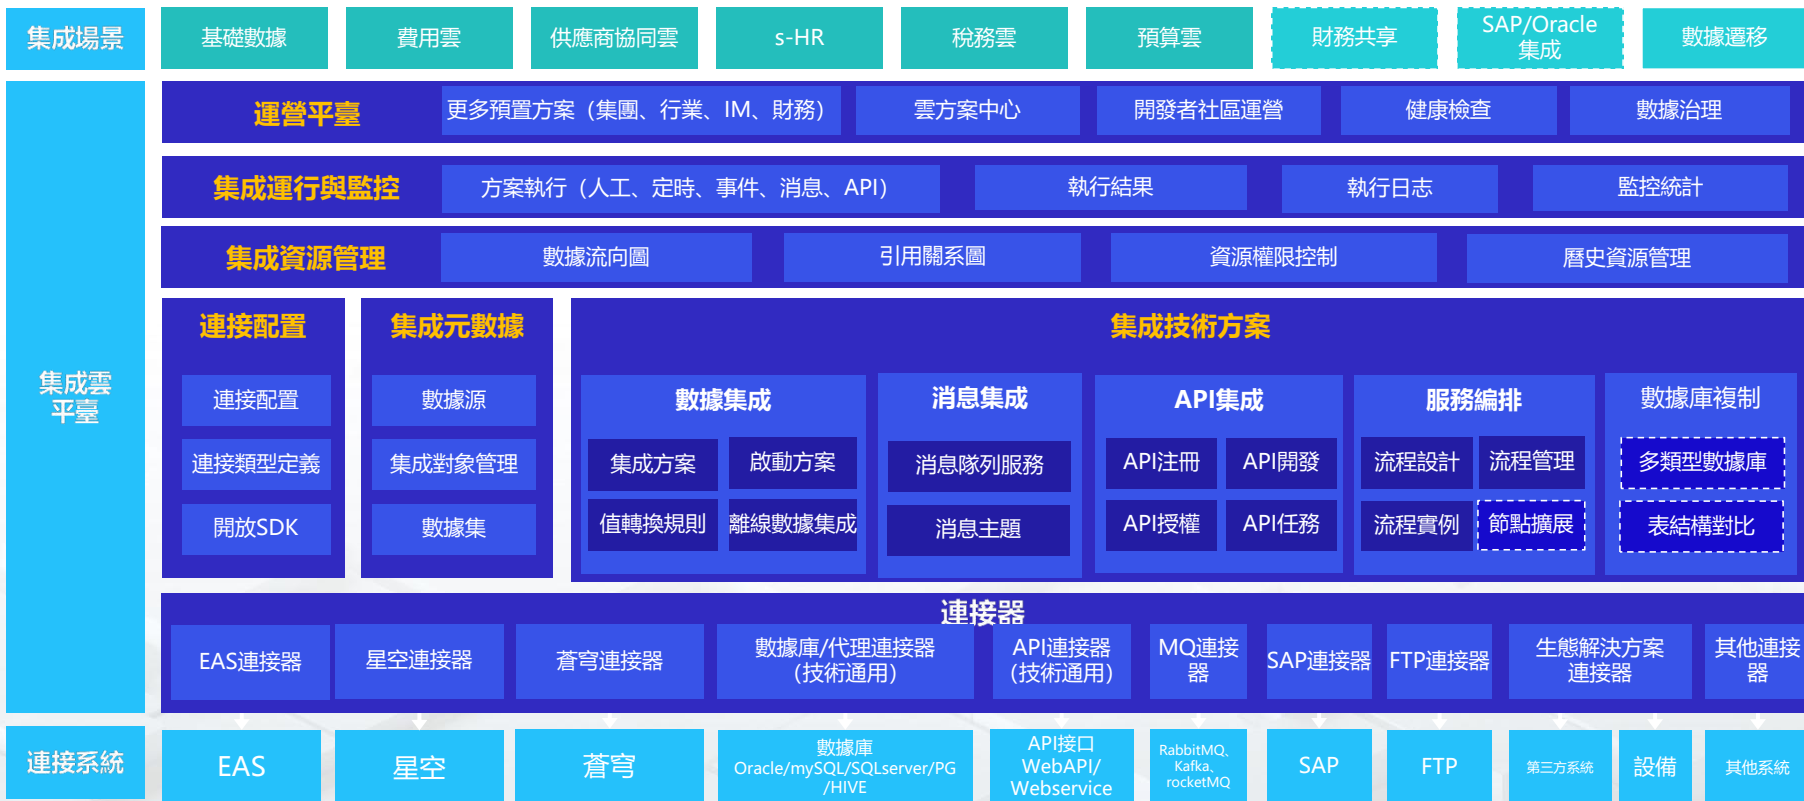 集成場景
基礎數據
費用雲
供應商協同雲
s-HR
稅務雲
預算雲
財務共享
SAP/Oracle
集成
數據遷移
集成雲
平臺
運營平臺
更多預置方案（集團、行業、IM、財務）
雲方案中心
開發者社區運營
健康檢查
數據治理
集成運行與監控
方案執行（人工、定時、事件、消息、API）
執行結果
執行日志
監控統計
集成資源管理
數據流向圖
引用關系圖
資源權限控制
曆史資源管理
連接配置
連接配置
連接類型定義
開放SDK
集成元數據
數據源
集成對象管理
數據集
集成技術方案
數據集成
集成方案
啟動方案
值轉換規則
離線數據集成
消息集成
消息隊列服務
消息主題
API集成
API注冊
API開發
API授權
API任務
服務編排
流程設計
流程管理
流程實例
節點擴展
數據庫複制
多類型數據庫
表結構對比
連接器
EAS連接器
星空連接器
蒼穹連接器
數據庫/代理連接器
（技術通用）
API連接器
（技術通用）
MQ連接
器
SAP連接器
FTP連接器
生態解決方案
連接器
其他連接
器
連接系統
EAS
星空
蒼穹
數據庫
Oracle/mySQL/SQLserver/PG
/HIVE
API接口
WebAPI/
Webservice
RabbitMQ、
Kafka、
rocketMQ
SAP
FTP
第三方系統
設備
其他系統